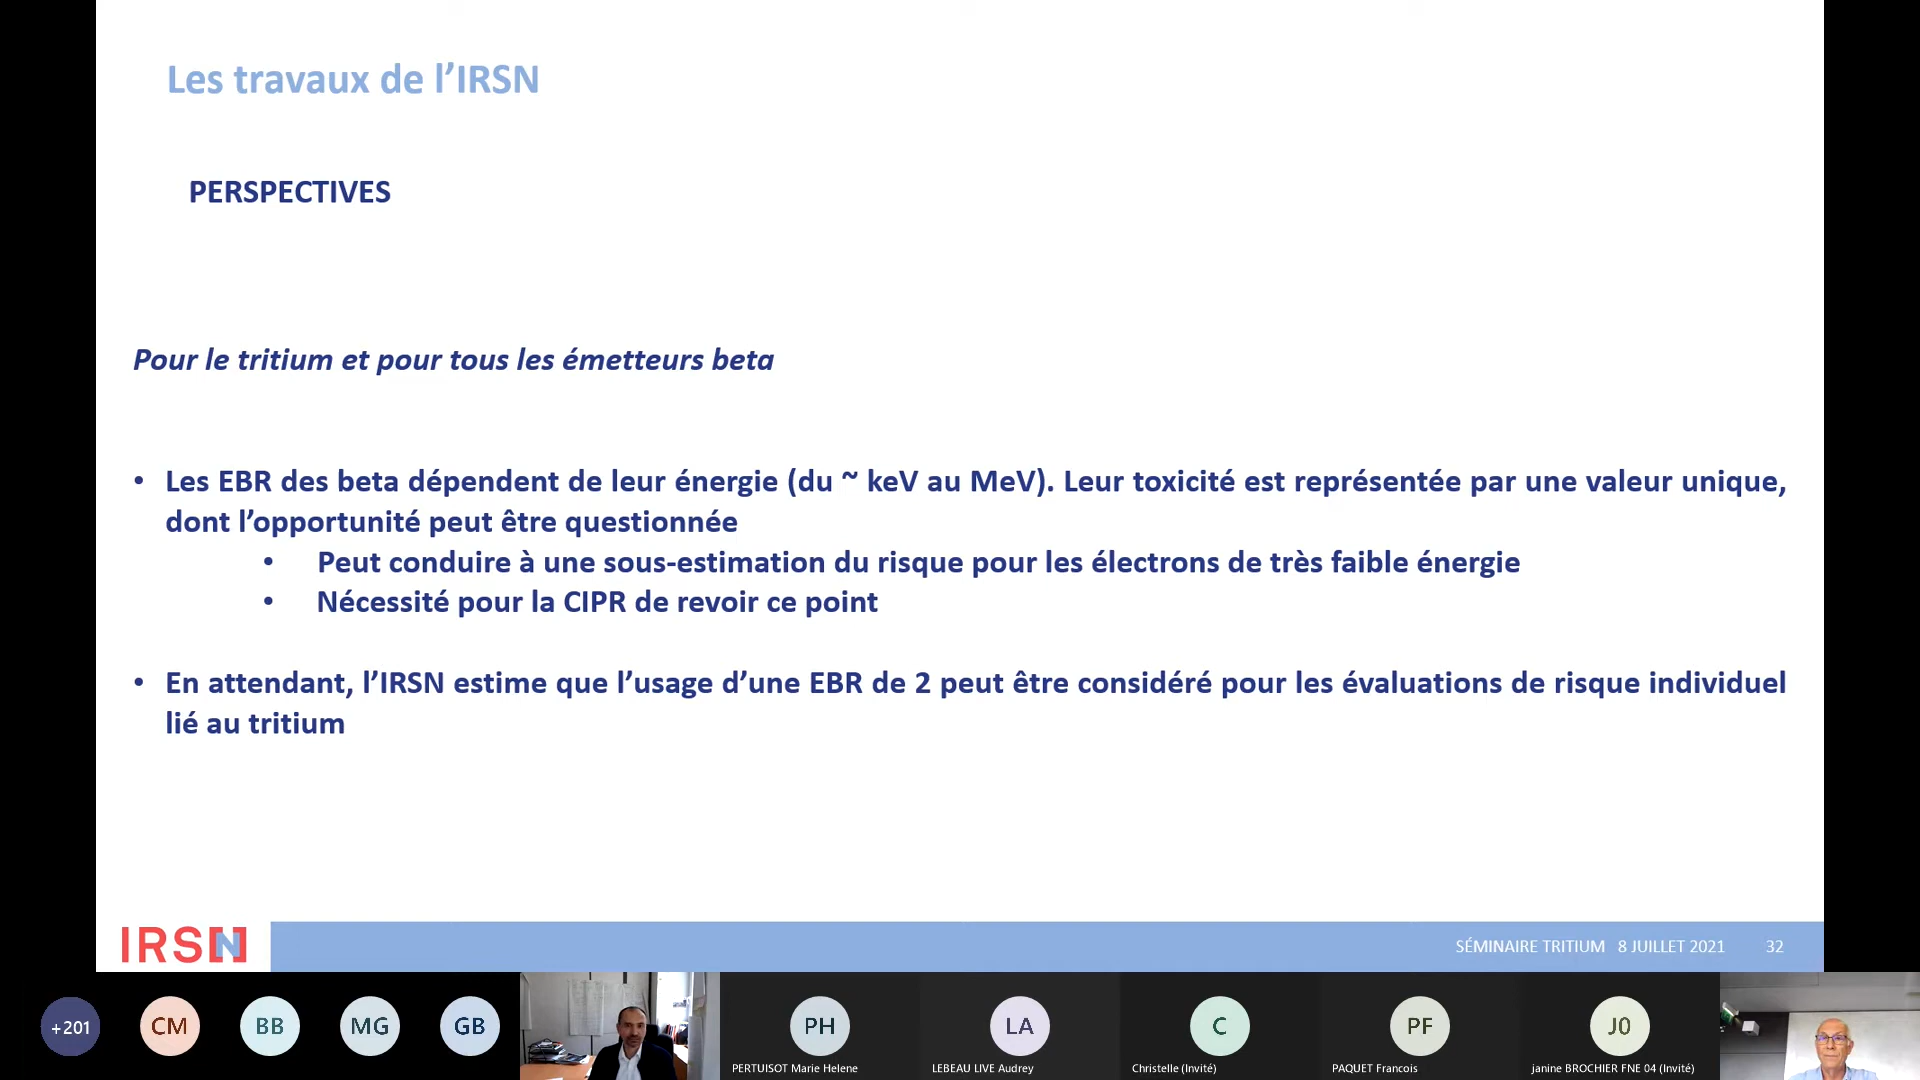 Les travaux de l’IRSN
PERSPECTIVES
Pour le tritium et pour tous les émetteurs beta
• Les EBR des beta dépendent de leur énergie (du ~ keV au MeV). Leur toxicité est représentée par une valeur unique,
dont l’opportunité peut être questionnée
• Peut conduire à une sous-estimation du risque pour les électrons de très faible énergie
• Nécessité pour la CIPR de revoir ce point
• En attendant, l’IRSN estime que l’usage d’une EBR de 2 peut être considéré pour les évaluations de risque individuel
lié au tritium
IRSN
SÉMINAIRE TRITIUM 8 JUILLET 2021 32
+201 CM BB MG GB PH LA C PF J0
PERTUISOT Marie Helene LEBEAU LIVE Audrey Christelle (Invité) PAQUET Francois janine BROCHIER FNE 04 (Invité)